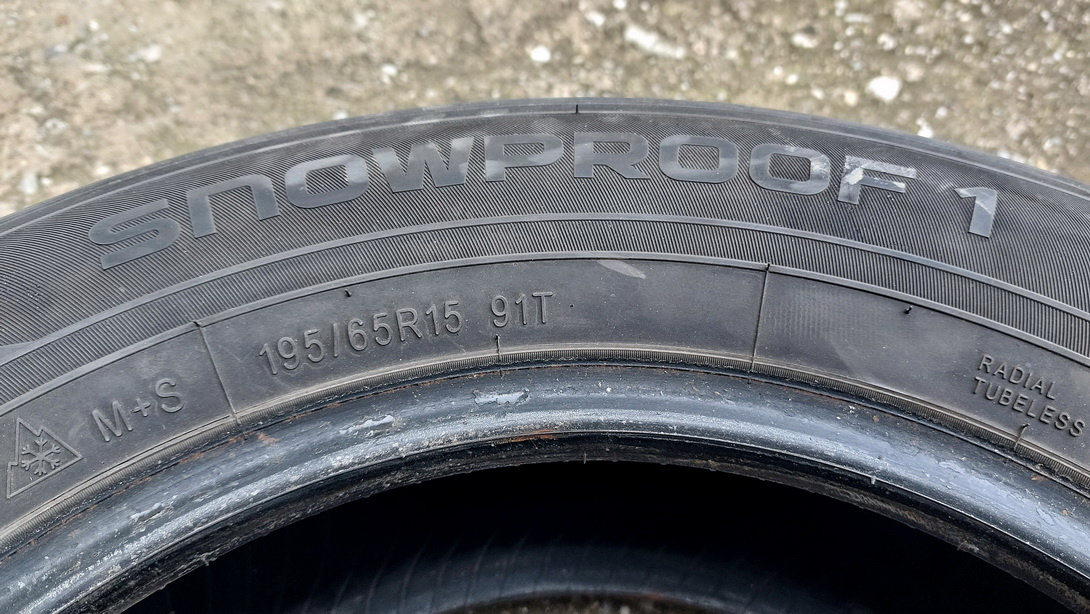 SNOWPROOF 1
M+S
195/65R15 91T
RADIAL
TUBELESS